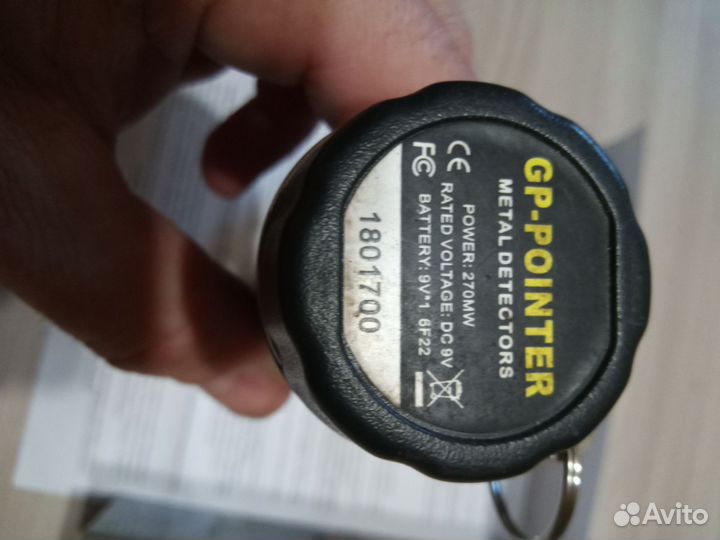 GP-POINTER
METAL DETECTORS
POWER: 270MW
CE RATED VOLTAGE: DC 9V
FC BATTERY: 9V*1 6F22
1801700
Avito